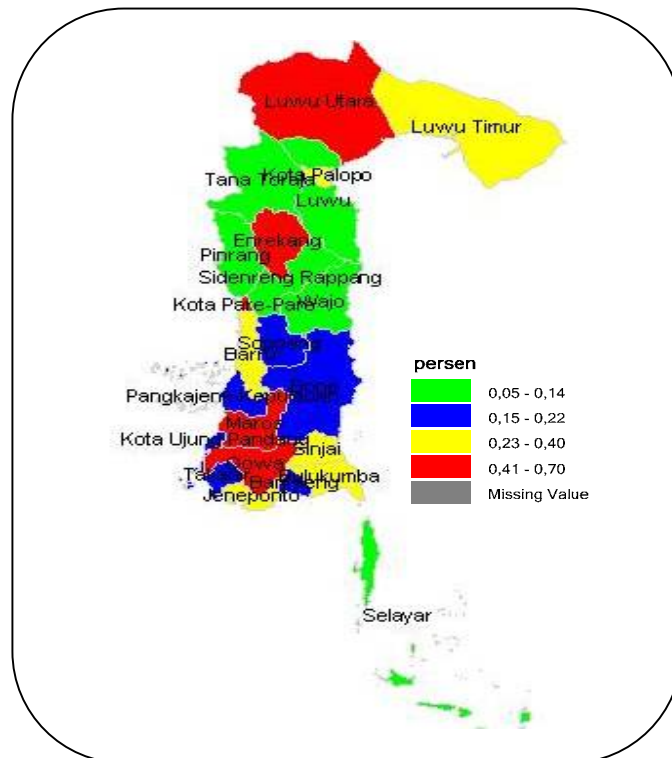 Luwu Utara
Luwu Timur
Kota Palopo
Tana Toraja
Luwu
Enrekang
Pinrang
Sidenreng Rappang
Kota Pare-Pare
Wajo
Soppeng
Barru
Bone
Pangkajene Kepulauan
Maros
Kota Ujung Pandang
Sinjai
Gowa
Bulukumba
Bantaeng
Jeneponto
Selayar
persen
0,05 - 0,14
0,15 - 0,22
0,23 - 0,40
0,41 - 0,70
Missing Value